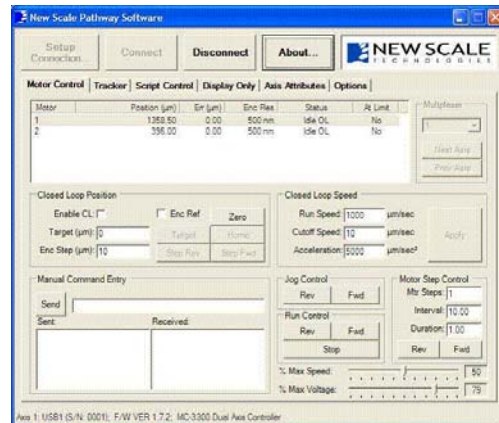 New Scale Pathway Software
Setup Connection... Connect Disconnect About... NEW SCALE TECHNOLOGIES
Motor Control Tracker Script Control Display Only Axis Attributes Options
Motor Position (µm) Err (µm) Enc Res Status At Limit
1 1358.50 0.00 500 nm Idle OL No
2 396.00 0.00 500 nm Idle OL No
Multiplexer
1
Next Axis
Prev Axis
Closed Loop Position
Enable CL: Enc Ref Zero
Target (µm): 0 Target Home
Enc Step (µm): 10 Step Rev Step Fwd
Closed Loop Speed
Run Speed: 1000 µm/sec
Cutoff Speed: 10 µm/sec
Acceleration: 5000 µm/sec²
Apply
Manual Command Entry
Send
Sent: Received:
Jog Control
Rev Fwd
Run Control
Rev Fwd
Stop
Motor Step Control
Mtr Steps: 1
Interval: 10.00
Duration: 1.00
Rev Fwd
% Max Speed: 50
% Max Voltage: 75
Axis 1: USB1 (S/N: 0001); F/W VER 1.7.2; MC-3300 Dual Axis Controller